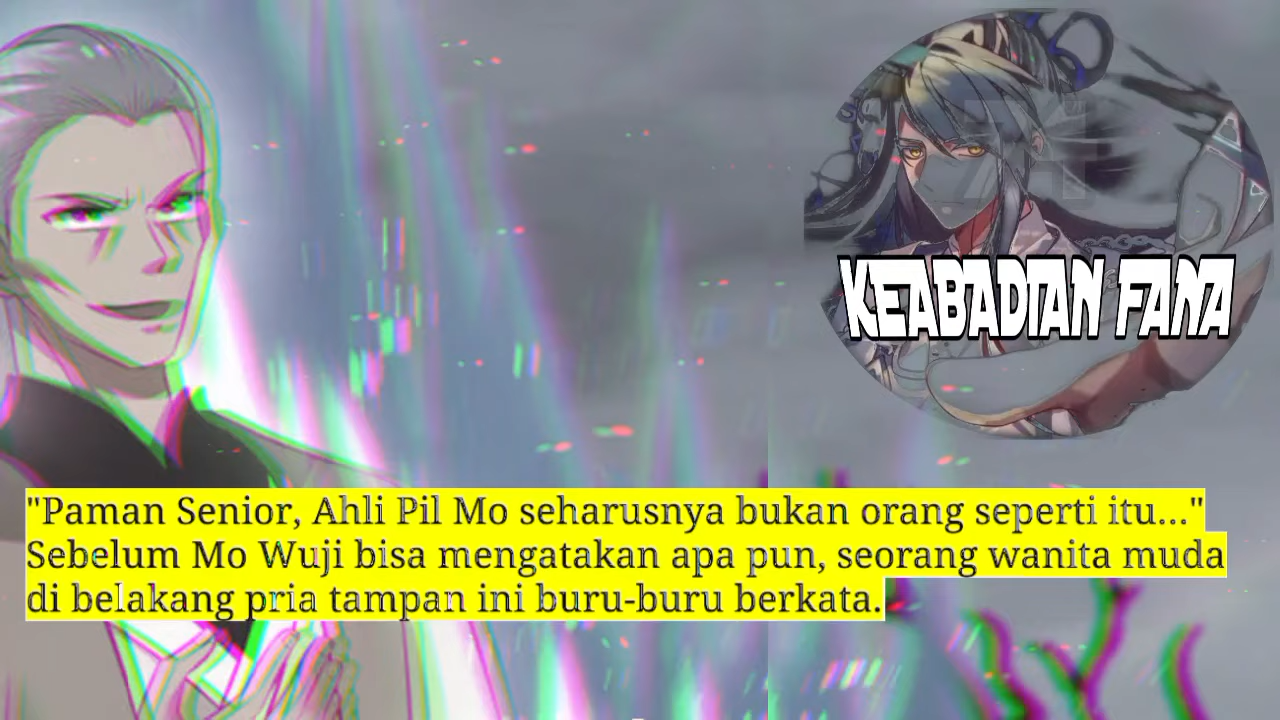 KEABADIAN FANA
"Paman Senior, Ahli Pil Mo seharusnya bukan orang seperti itu..."
Sebelum Mo Wuji bisa mengatakan apa pun, seorang wanita muda
di belakang pria tampan ini buru-buru berkata.